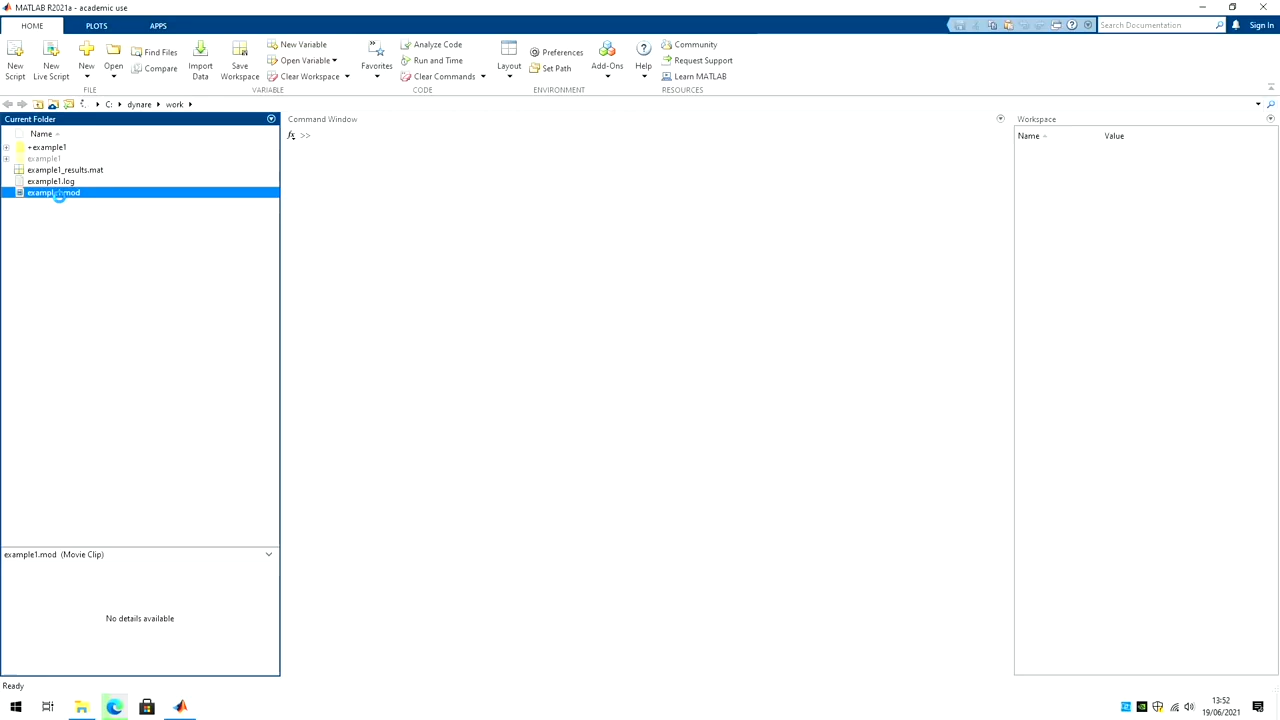 MATLAB R2021a - academic use
HOME PLOTS APPS
Search Documentation Sign In
New Script
New Live Script
New
Open
Find Files
Compare
Import Data
Save Workspace
New Variable
Open Variable
Clear Workspace
Favorites
Analyze Code
Run and Time
Clear Commands
Layout
Preferences
Set Path
Add-Ons
Help
Community
Request Support
Learn MATLAB
FILE VARIABLE CODE ENVIRONMENT RESOURCES
C: dynare work
Current Folder
Name
+example1
example1
example1_results.mat
example1.log
example1.mod
example1.mod (Movie Clip)
No details available
Command Window
fx >>
Workspace
Name Value
Ready
13:52
19/06/2021